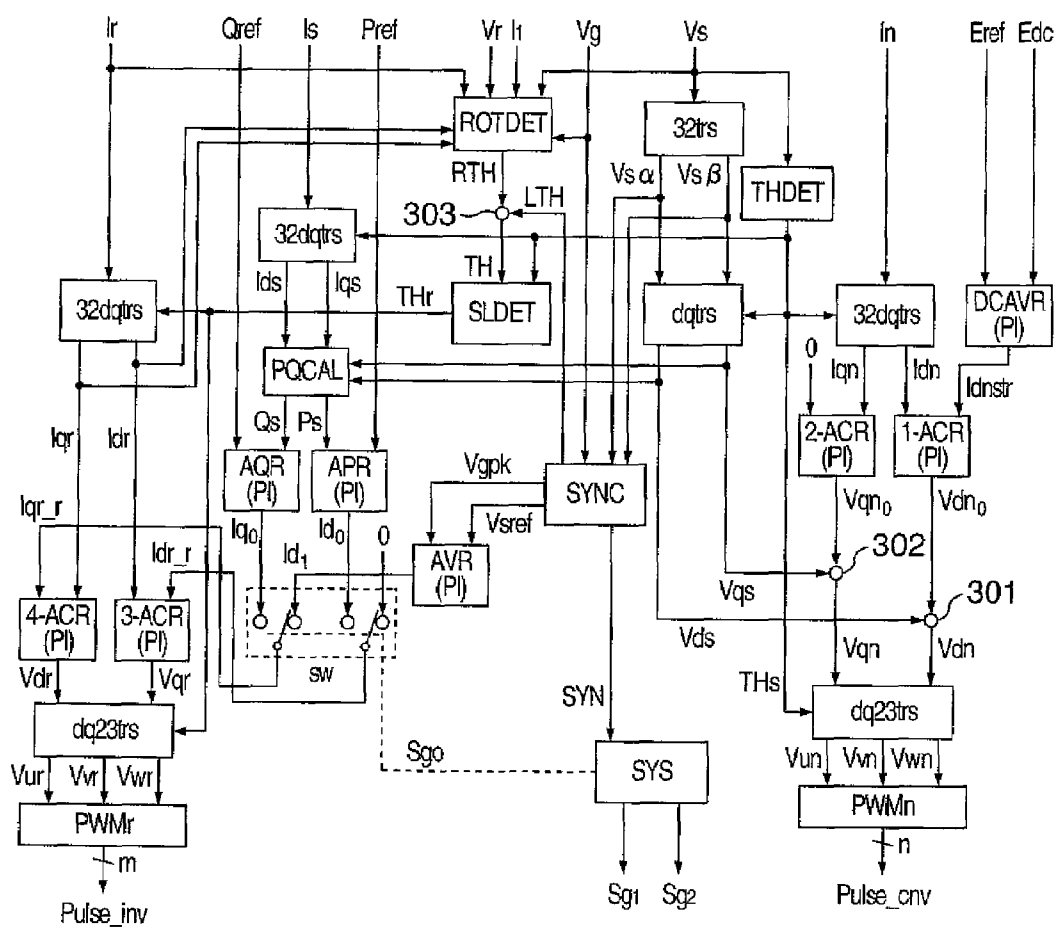 Ir Qref Is Pref Vr I1 Vg Vs in Eref Edc
ROTDET
32trs
RTH
Vsα Vsβ
THDET
303
LTH
32dqtrs
TH
Ids Iqs
THr
32dqtrs
SLDET
dqtrs
32dqtrs
DCAVR
(PI)
PQCAL
0
Iqn Idn
Idnstr
Qs Ps
Iqr Idr
2-ACR
(PI)
1-ACR
(PI)
AQR
(PI)
APR
(PI)
Vgpk
SYNC
Vqn0
Vdn0
Iqr_r
Iq0
Id0
0
Vsref
Idr_r
Id1
AVR
(PI)
302
Vqs
301
4-ACR
(PI)
3-ACR
(PI)
Vds
Vqn Vdn
sw
Vdr Vqr
SYN
THs
dq23trs
dq23trs
Sgo
SYS
Vur Vvr Vwr
Vun Vvn Vwn
PWMr
PWMn
m
n
Sg1 Sg2
Pulse_inv
Pulse_cnv